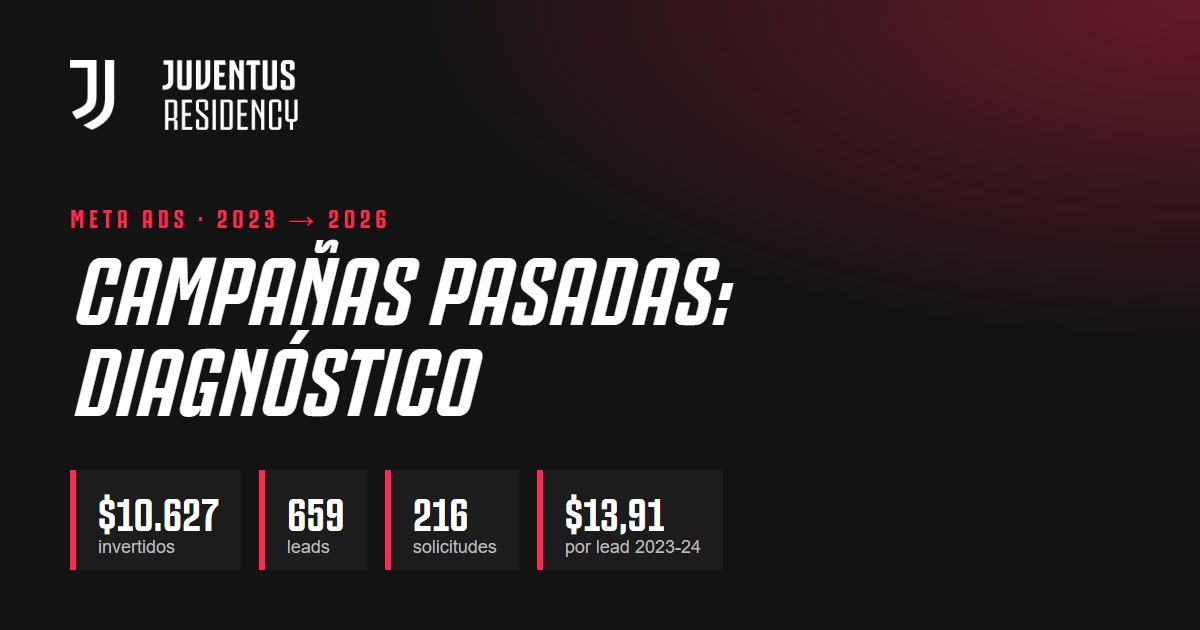 JUVENTUS
RESIDENCY
META ADS · 2023 → 2026
CAMPAÑAS PASADAS:
DIAGNÓSTICO
$10.627
invertidos
659
leads
216
solicitudes
$13,91
por lead 2023-24